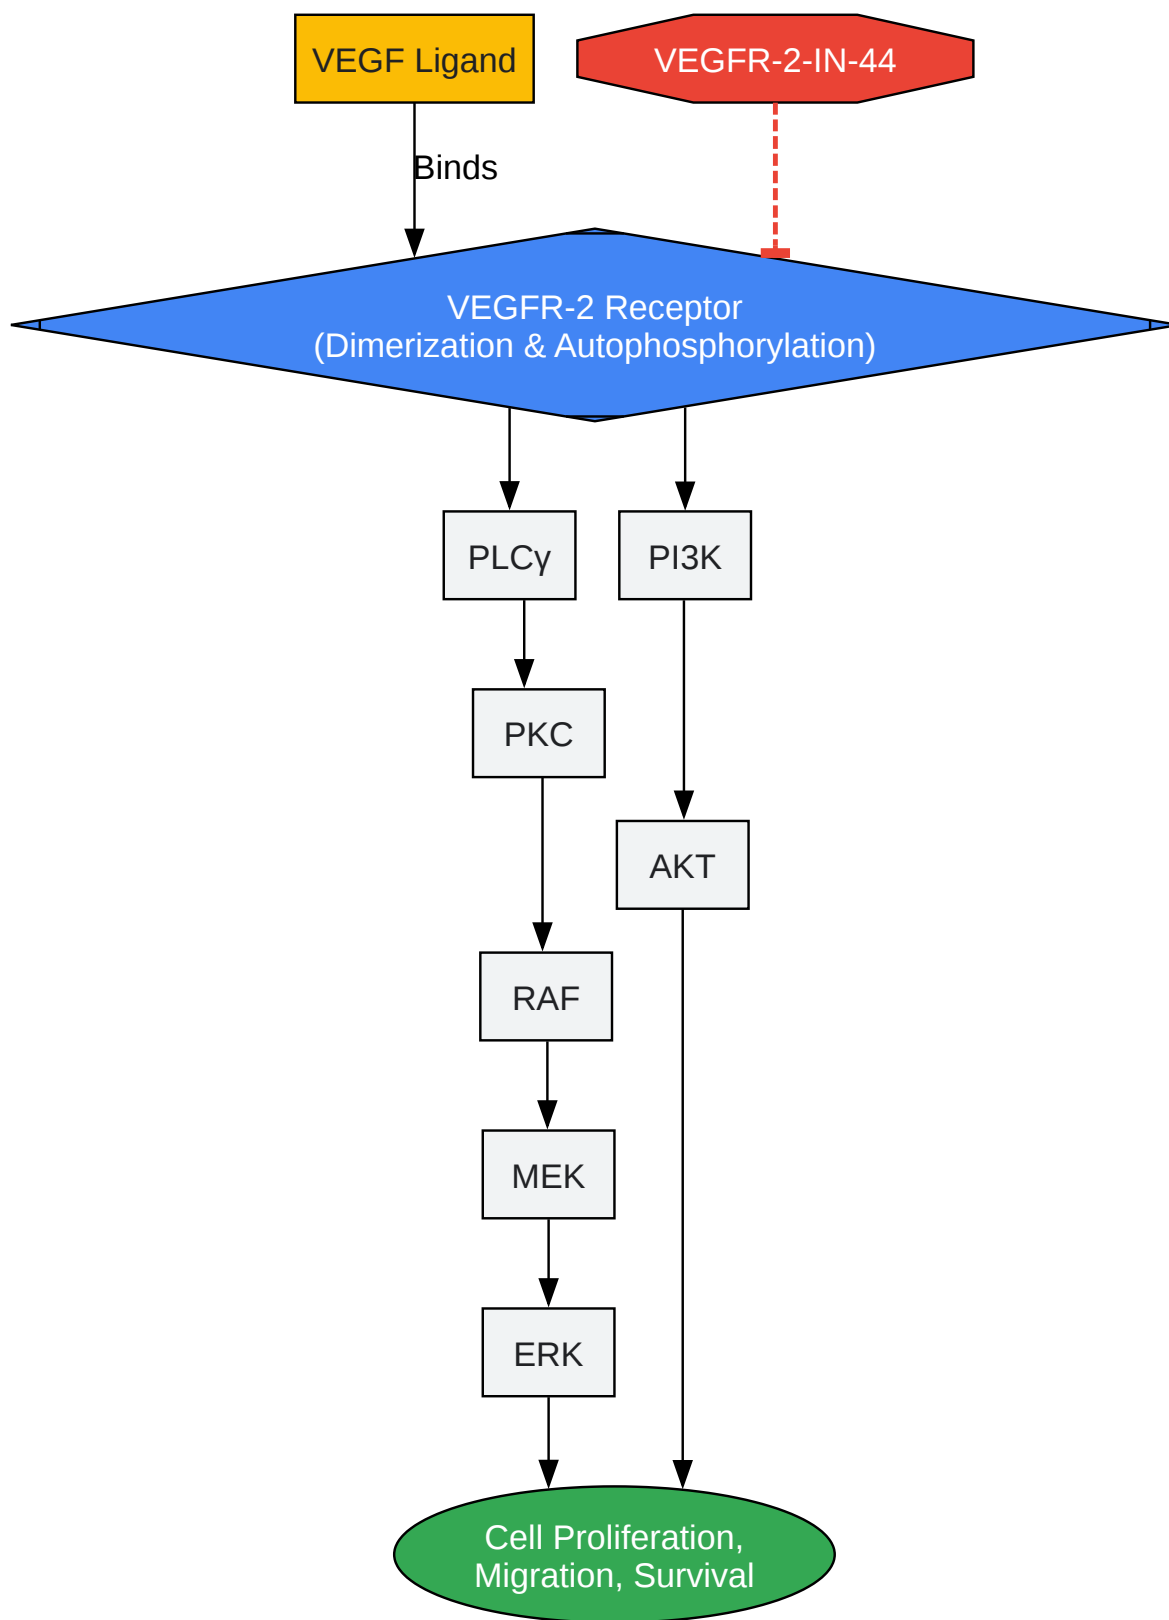 VEGF Ligand
VEGFR-2-IN-44
Binds
VEGFR-2 Receptor
(Dimerization & Autophosphorylation)
PLCγ
PI3K
PKC
AKT
RAF
MEK
ERK
Cell Proliferation,
Migration, Survival